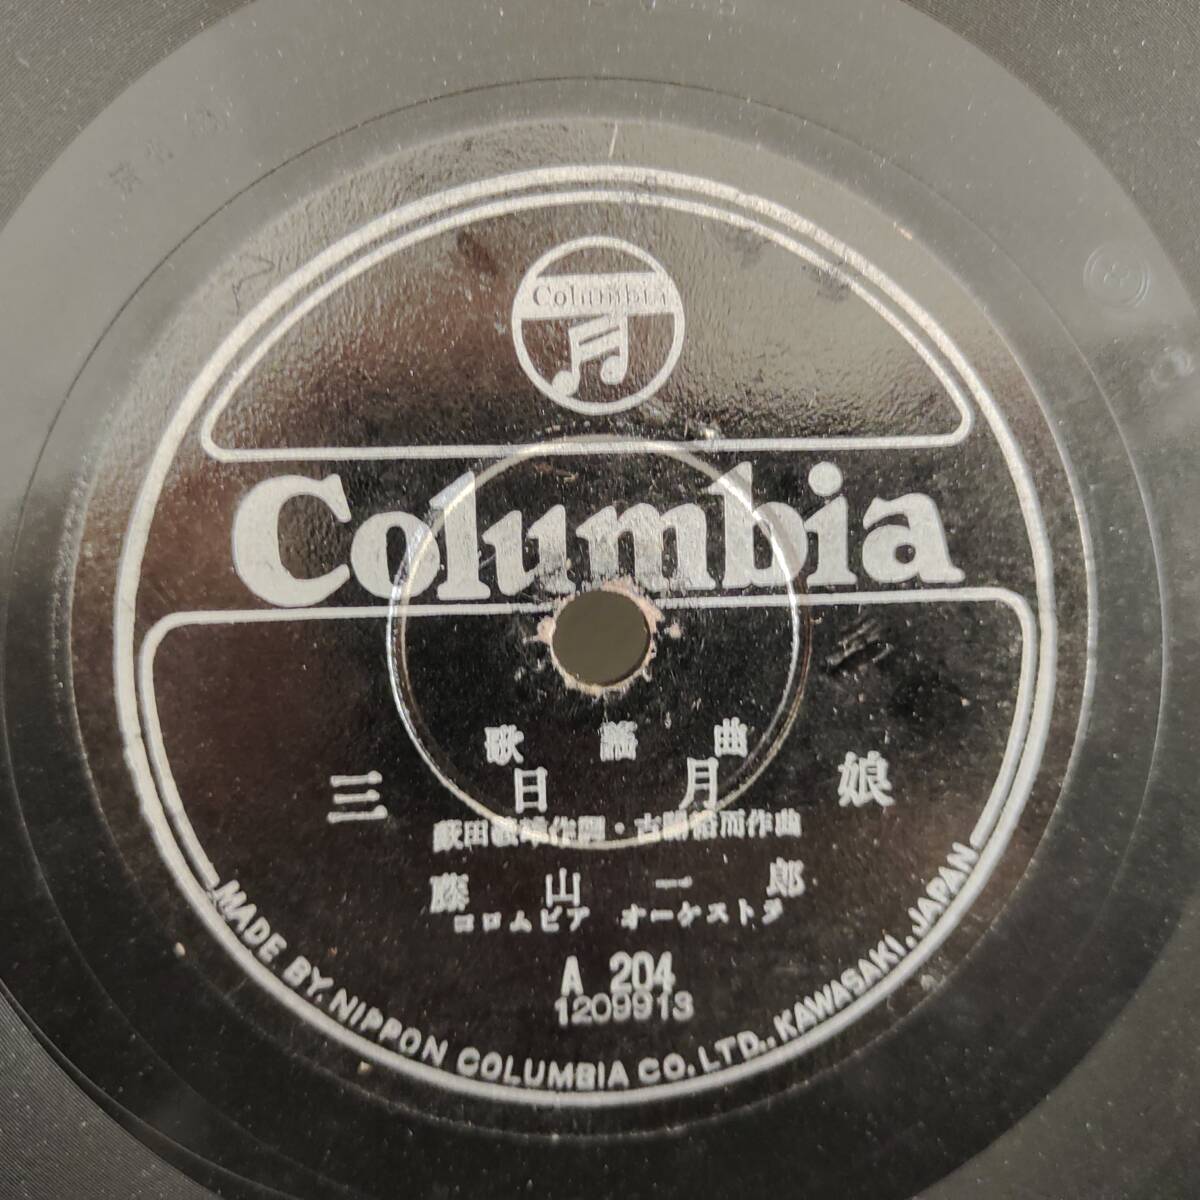 Columbia
Columbia
歌謡曲
三日月娘
藪田義雄作詞・古関裕而作曲
藤山一郎
コロムビア オーケストラ
A 204
1209913
MADE BY NIPPON COLUMBIA CO., LTD., KAWASAKI, JAPAN